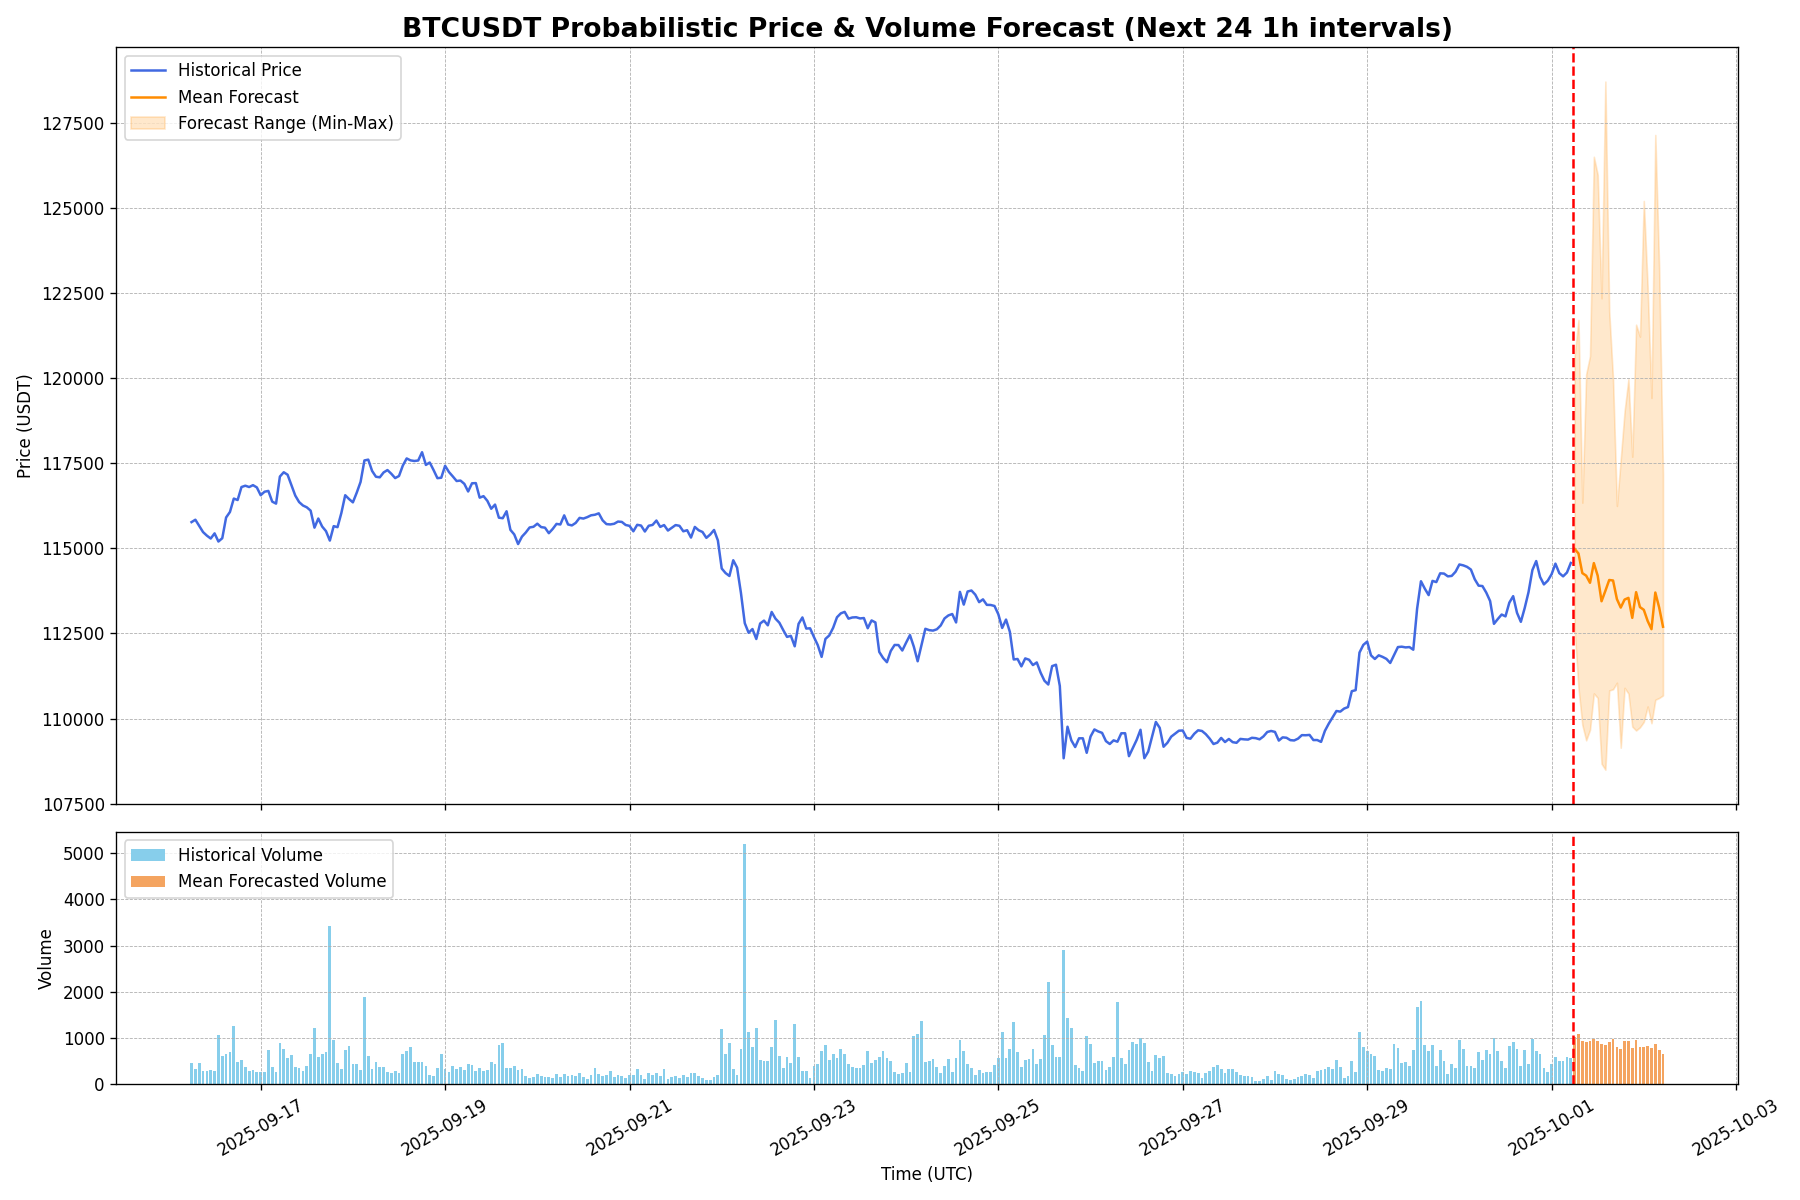 BTCUSDT Probabilistic Price & Volume Forecast (Next 24 1h intervals)
Historical Price
Mean Forecast
Forecast Range (Min-Max)
Price (USDT)
127500
125000
122500
120000
117500
115000
112500
110000
107500
Historical Volume
Mean Forecasted Volume
Volume
5000
4000
3000
2000
1000
0
2025-09-17
2025-09-19
2025-09-21
2025-09-23
2025-09-25
2025-09-27
2025-09-29
2025-10-01
2025-10-03
Time (UTC)